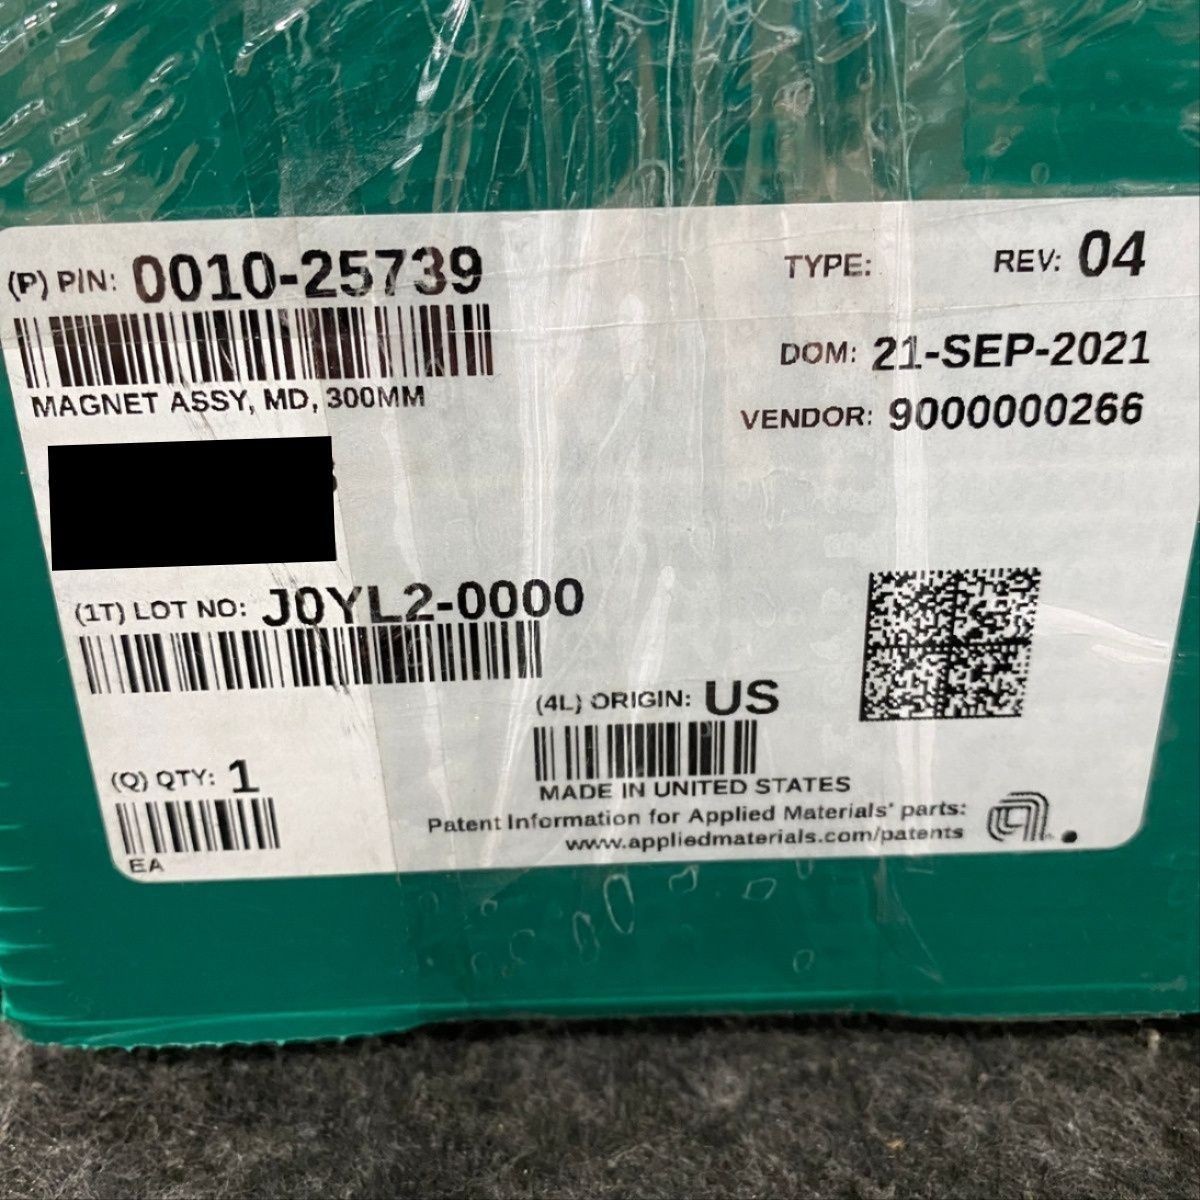 (P) P/N: 0010-25739
TYPE:
REV: 04
MAGNET ASSY, MD, 300MM
DOM: 21-SEP-2021
VENDOR: 9000000266
(1T) LOT NO: J0YL2-0000
(4L) ORIGIN: US
MADE IN UNITED STATES
(Q) QTY: 1
EA
Patent Information for Applied Materials' parts:
www.appliedmaterials.com/patents